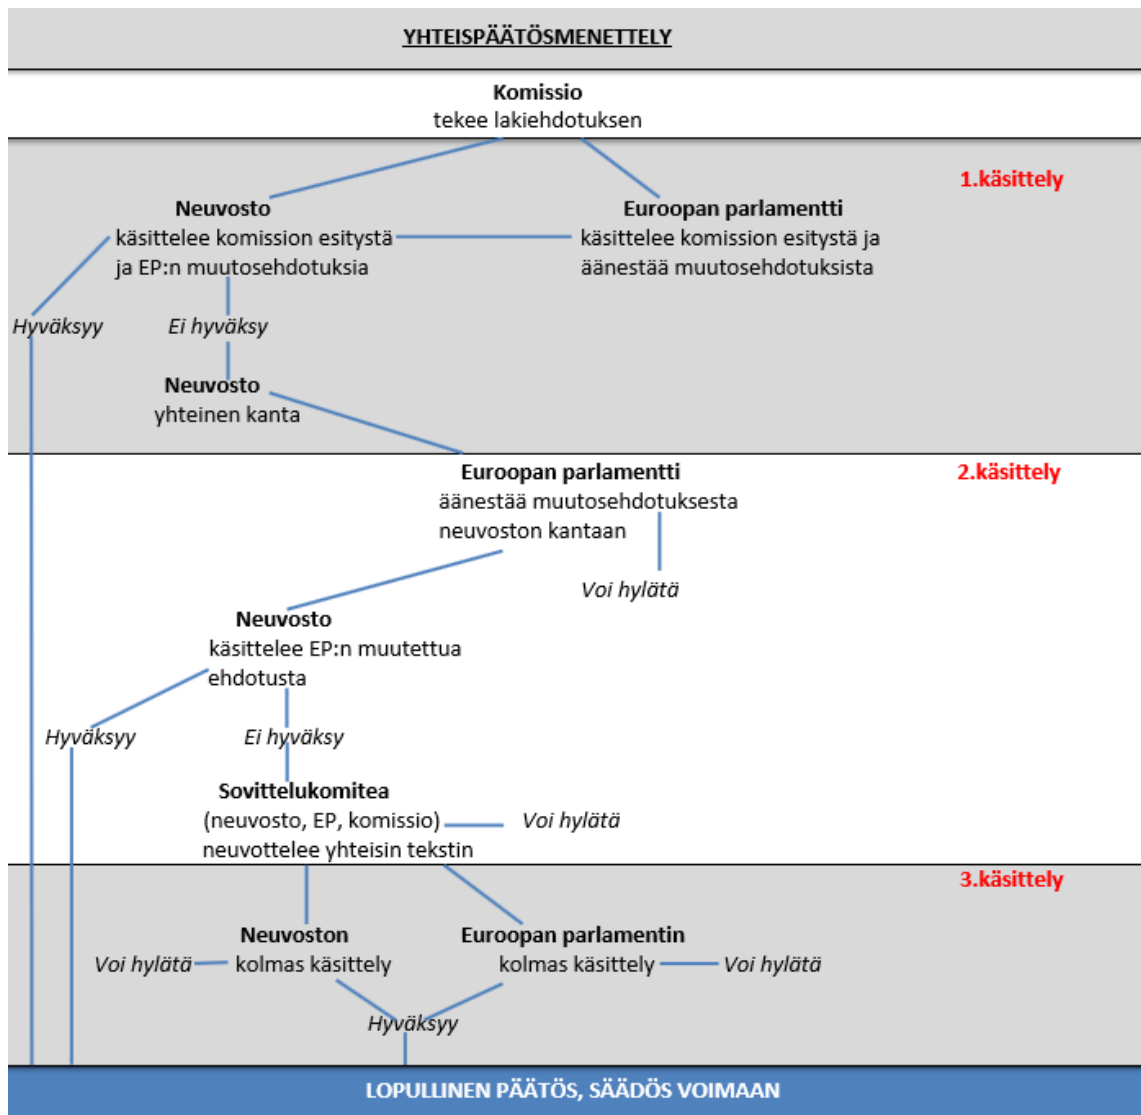 YHTEISPÄÄTÖSMENETTELY
Komissio
tekee lakiehdotuksen
1.käsittely
Neuvosto
käsittelee komission esitystä
ja EP:n muutosehdotuksia
Euroopan parlamentti
käsittelee komission esitystä ja
äänestää muutosehdotuksista
Hyväksyy
Ei hyväksy
Neuvosto
yhteinen kanta
2.käsittely
Euroopan parlamentti
äänestää muutosehdotuksesta
neuvoston kantaan
Voi hylätä
Neuvosto
käsittelee EP:n muutettua
ehdotusta
Hyväksyy
Ei hyväksy
Sovittelukomitea
(neuvosto, EP, komissio)
neuvottelee yhteisin tekstin
Voi hylätä
3.käsittely
Neuvoston
kolmas käsittely
Voi hylätä
Euroopan parlamentin
kolmas käsittely
Voi hylätä
Hyväksyy
LOPULLINEN PÄÄTÖS, SÄÄDÖS VOIMAAN